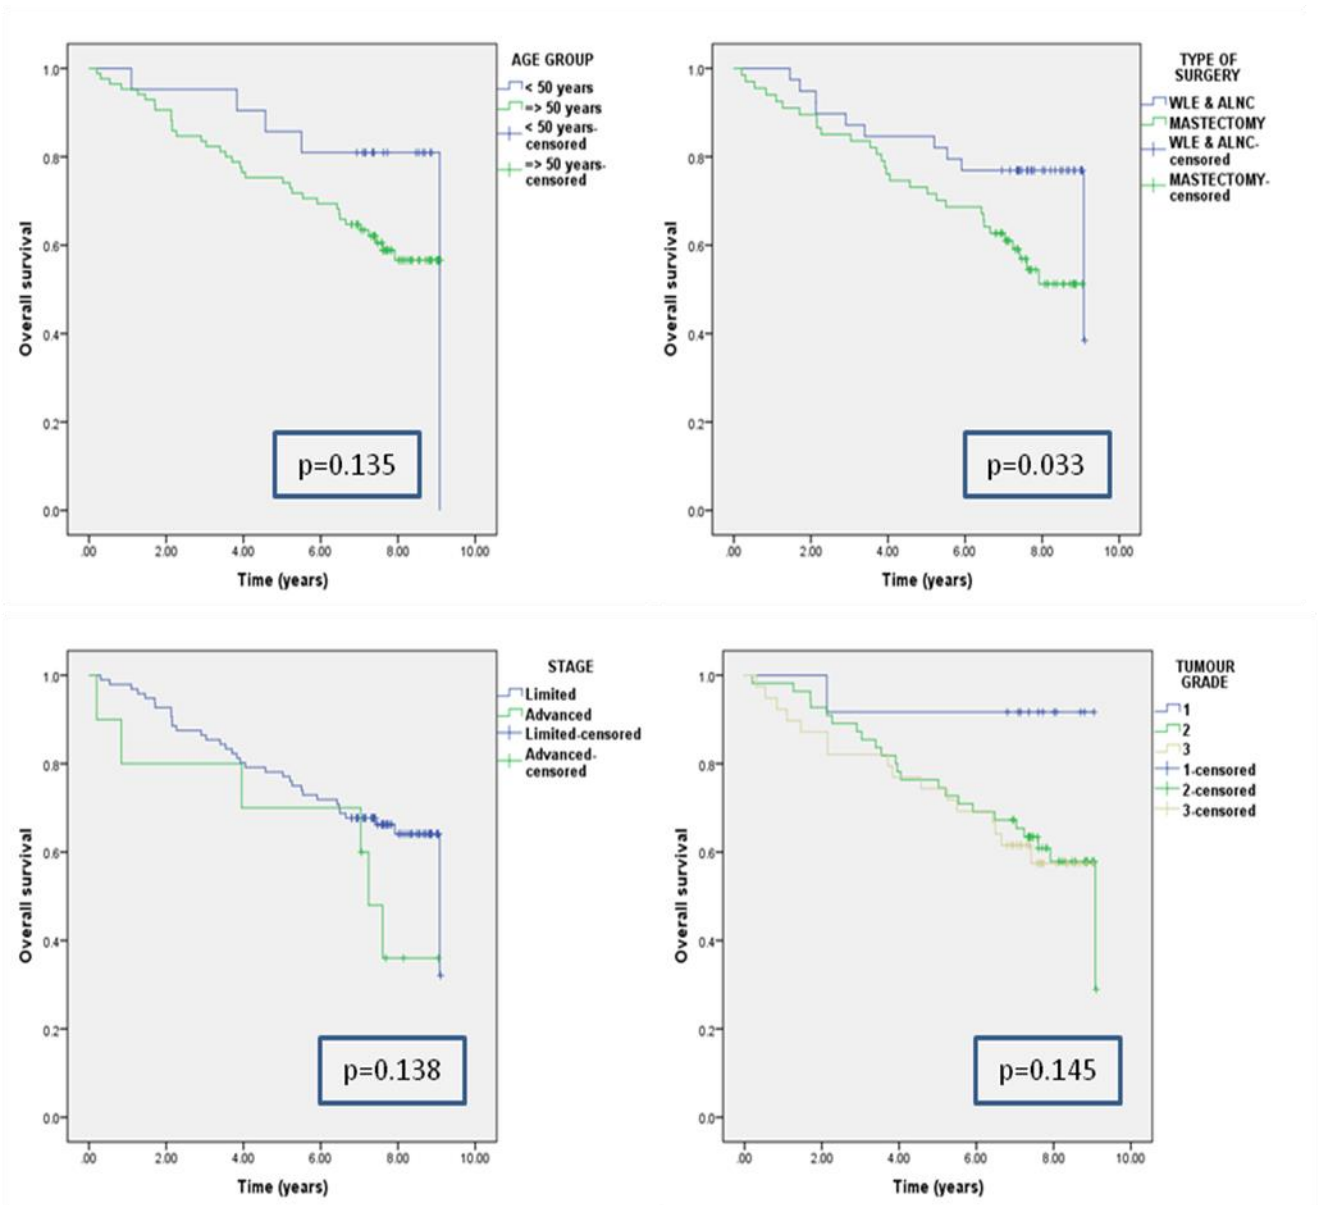 AGE GROUP
< 50 years
=> 50 years
< 50 years-
censored
=> 50 years-
censored
Overall survival
1.0
0.8
0.6
0.4
0.2
0.0
p=0.135
.00 2.00 4.00 6.00 8.00 10.00
Time (years)
TYPE OF
SURGERY
WLE & ALNC
MASTECTOMY
WLE & ALNC-
censored
MASTECTOMY-
censored
Overall survival
1.0
0.8
0.6
0.4
0.2
0.0
p=0.033
.00 2.00 4.00 6.00 8.00 10.00
Time (years)
STAGE
Limited
Advanced
Limited-censored
Advanced-
censored
Overall survival
1.0
0.8
0.6
0.4
0.2
0.0
p=0.138
.00 2.00 4.00 6.00 8.00 10.00
Time (years)
TUMOUR
GRADE
1
2
3
1-censored
2-censored
3-censored
Overall survival
1.0
0.8
0.6
0.4
0.2
0.0
p=0.145
.00 2.00 4.00 6.00 8.00 10.00
Time (years)